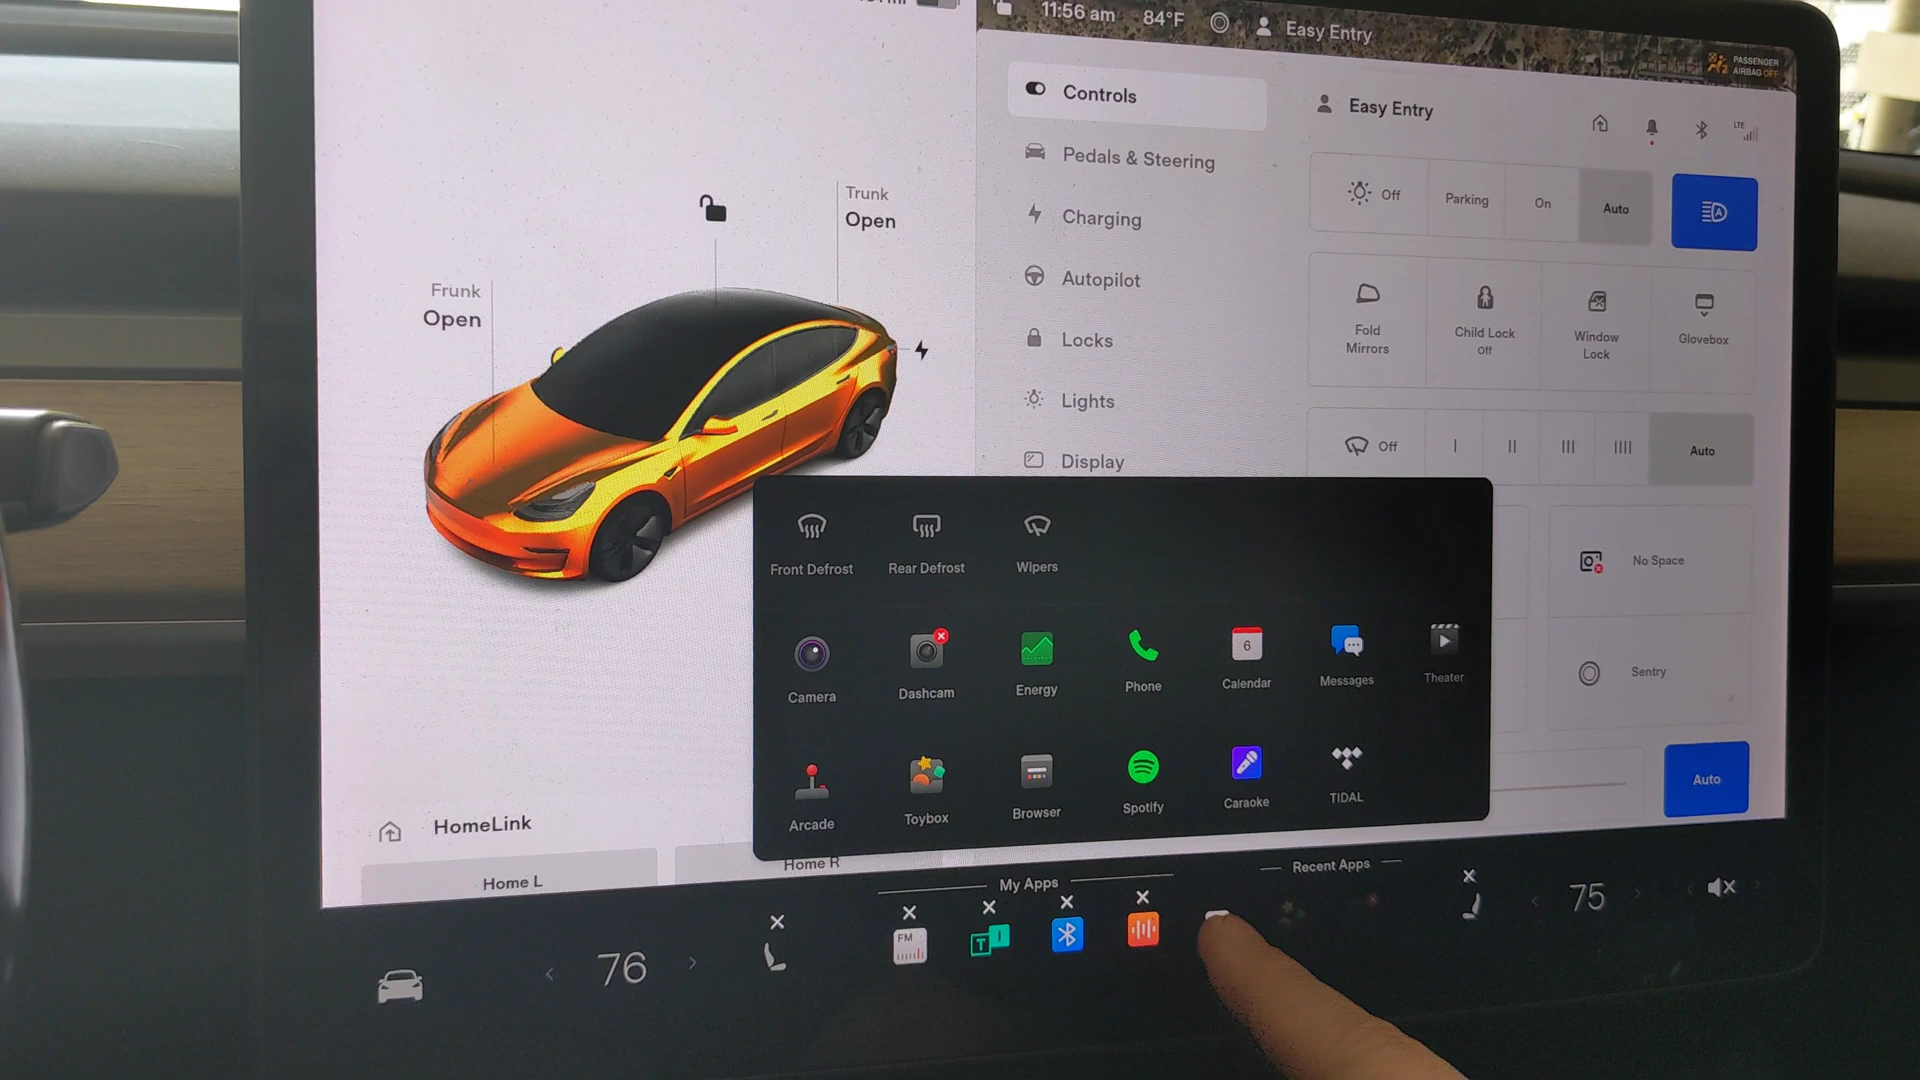 11:56 am 84°F Easy Entry
PASSENGER
AIRBAG OFF
Controls
Easy Entry
LTE
Pedals & Steering
Charging
Autopilot
Locks
Lights
Display
Off Parking On Auto
Fold
Mirrors
Child Lock
Off
Window
Lock
Glovebox
Off I II III IIII Auto
No Space
Sentry
Auto
Trunk
Open
Frunk
Open
HomeLink
Home L
Home R
Front Defrost Rear Defrost Wipers
Camera Dashcam Energy Phone Calendar Messages Theater
6
Arcade Toybox Browser Spotify Caraoke TIDAL
My Apps
Recent Apps
76
FM
T I
75